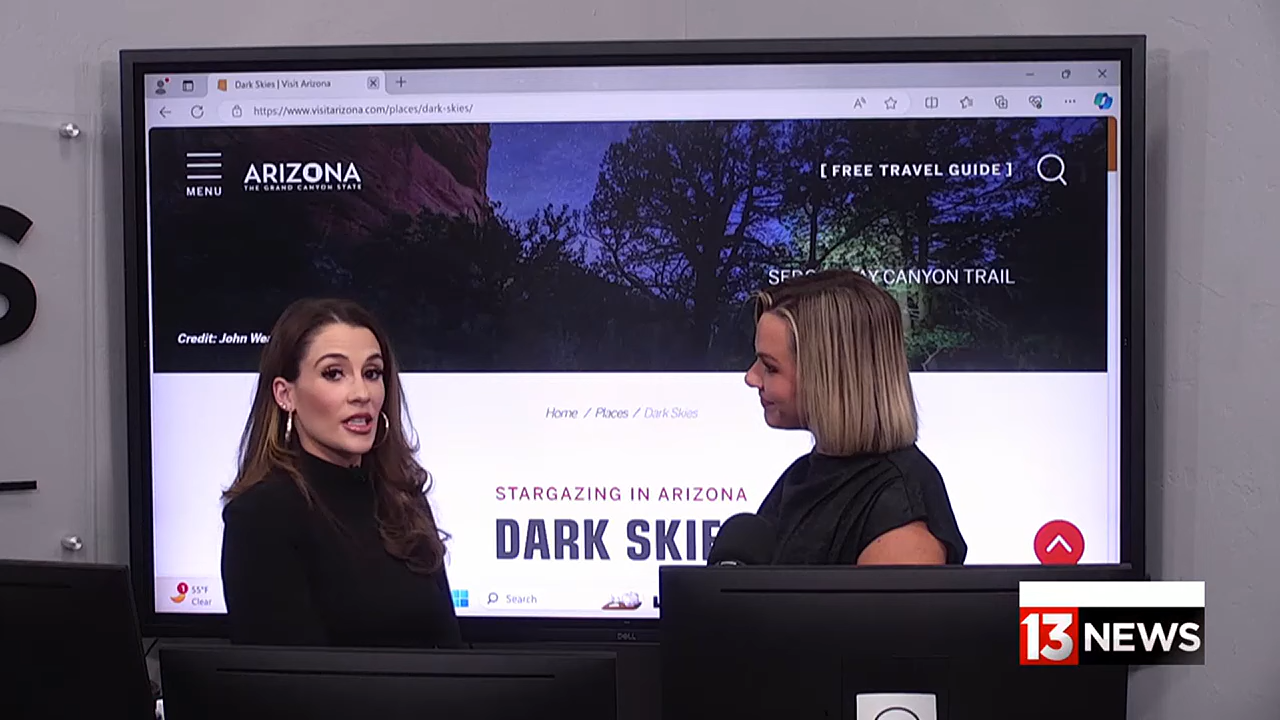 Dark Skies | Visit Arizona
https://www.visitarizona.com/places/dark-skies/
MENU
ARIZONA
THE GRAND CANYON STATE
[ FREE TRAVEL GUIDE ]
CANYON TRAIL
Credit: John
Home / Places / Dark Skies
STARGAZING IN ARIZONA
DARK SKIE
55°F
Clear
Search
DELL
13 NEWS
S